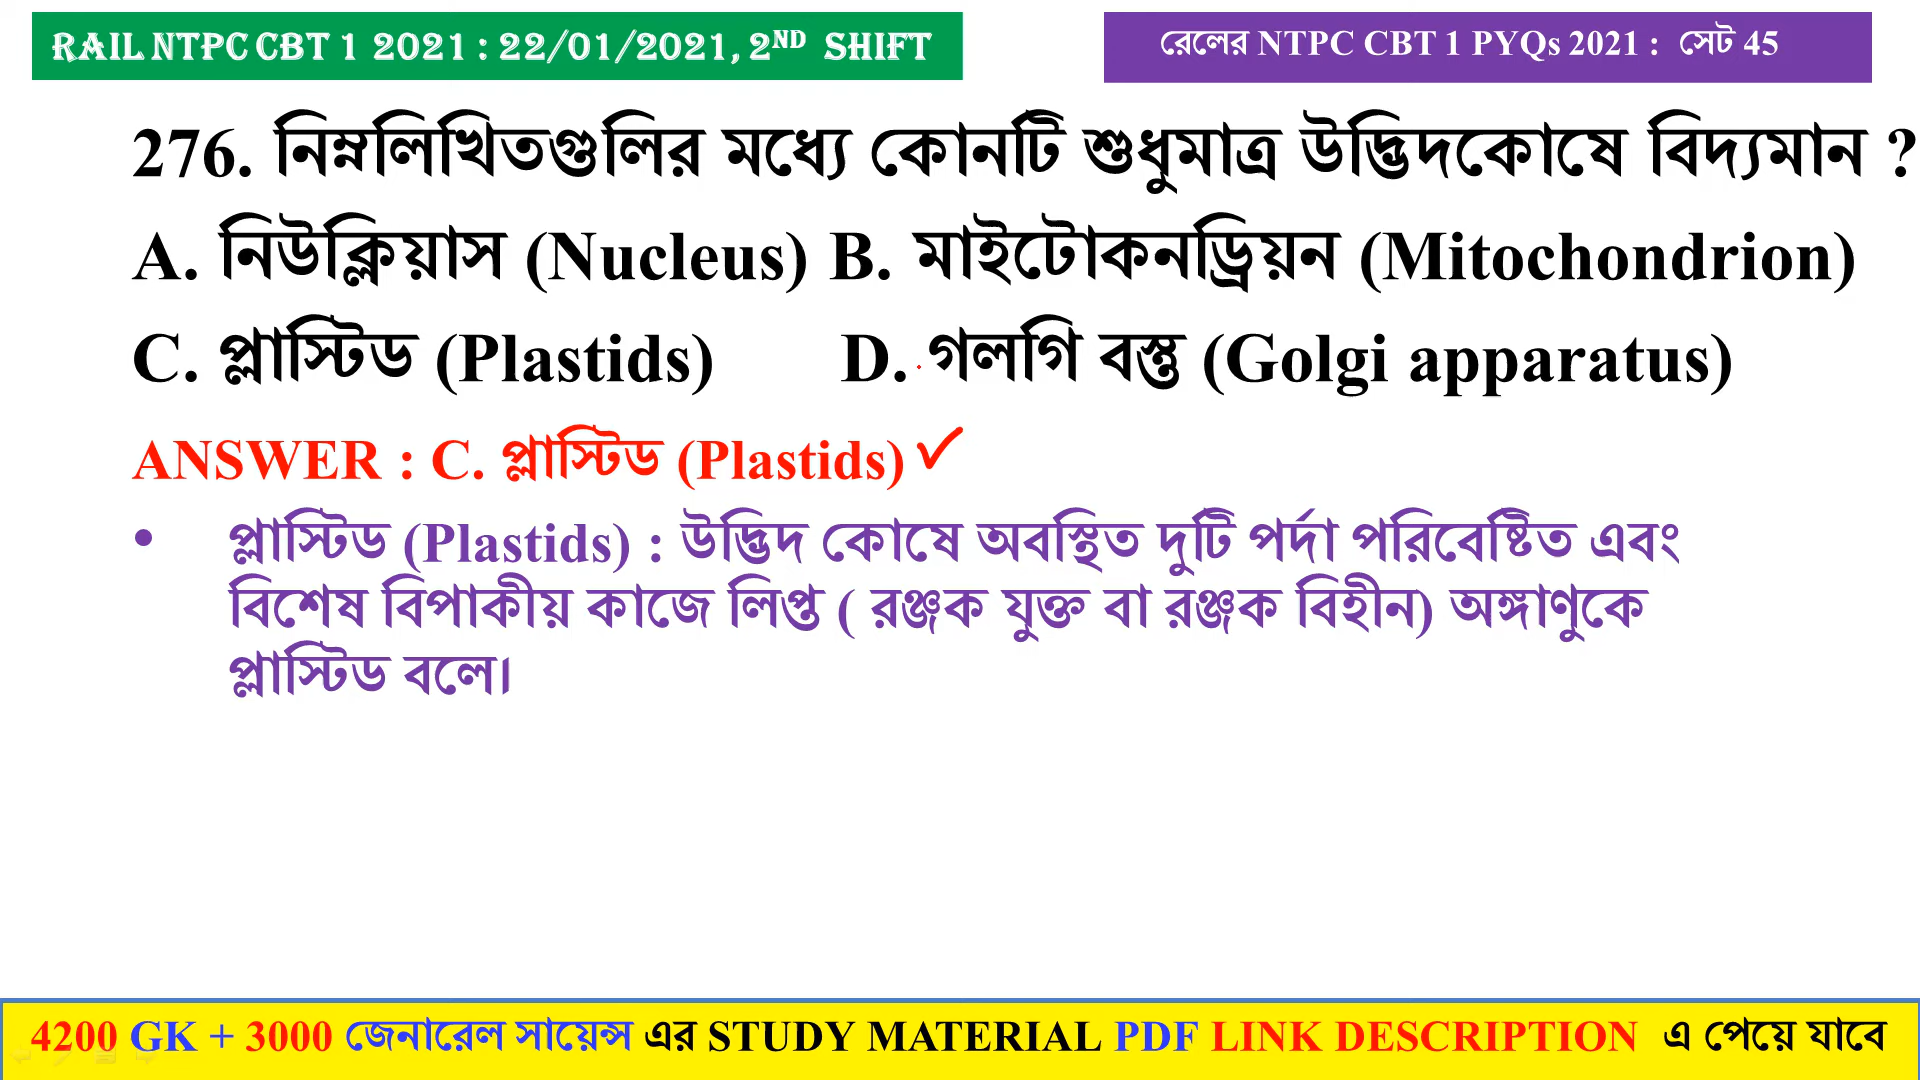 RAIL NTPC CBT 1 2021 : 22/01/2021, 2ND SHIFT
রেলের NTPC CBT 1 PYQs 2021 : সেট 45
276. নিম্নলিখিতগুলির মধ্যে কোনটি শুধুমাত্র উদ্ভিদকোষে বিদ্যমান ?
A. নিউক্লিয়াস (Nucleus) B. মাইটোকনড্রিয়ন (Mitochondrion)
C. প্লাস্টিড (Plastids) D. গলগি বস্তু (Golgi apparatus)
ANSWER : C. প্লাস্টিড (Plastids) ✓
• প্লাস্টিড (Plastids) : উদ্ভিদ কোষে অবস্থিত দুটি পর্দা পরিবেষ্টিত এবং
বিশেষ বিপাকীয় কাজে লিপ্ত ( রঞ্জক যুক্ত বা রঞ্জক বিহীন) অঙ্গাণুকে
প্লাস্টিড বলে।
4200 GK + 3000 জেনারেল সায়েন্স এর STUDY MATERIAL PDF LINK DESCRIPTION এ পেয়ে যাবে